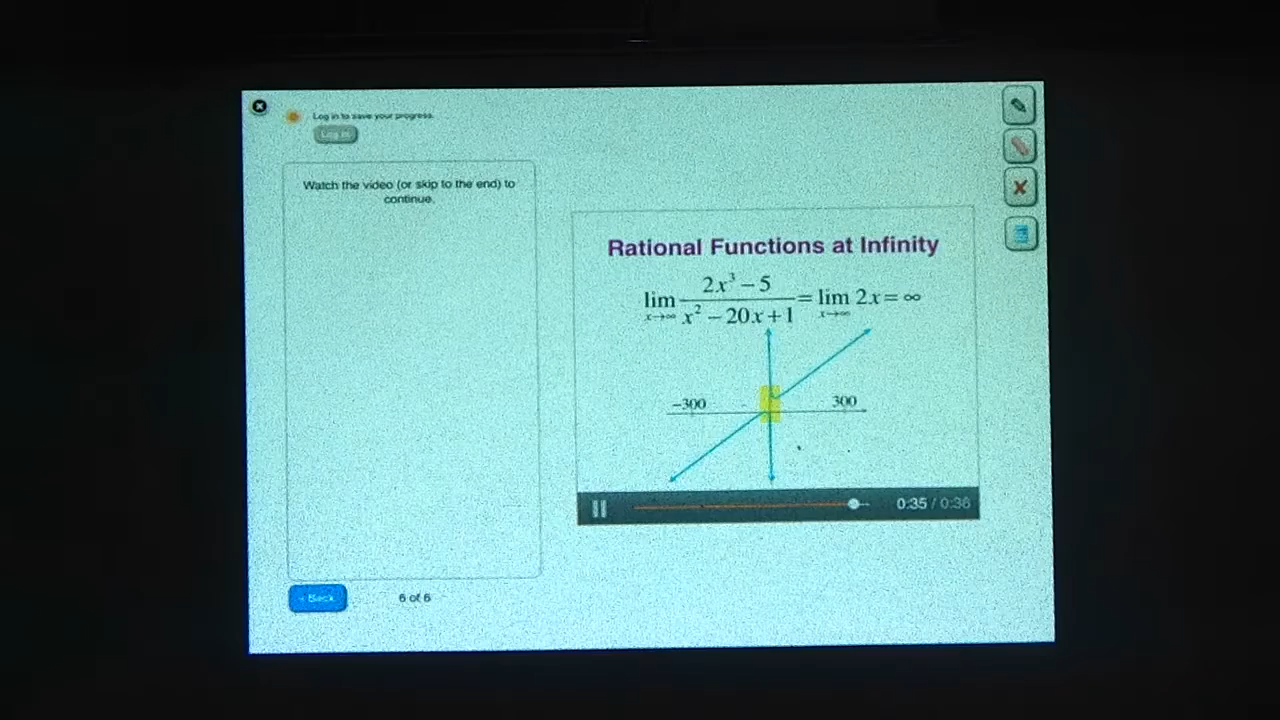 Log in to save your progress.
Log in
Watch the video (or skip to the end) to
continue.
Rational Functions at Infinity
lim x→∞ (2x³ − 5)/(x² − 20x + 1) = lim x→∞ 2x = ∞
−300
300
0:35 / 0:36
< Back
6 of 6